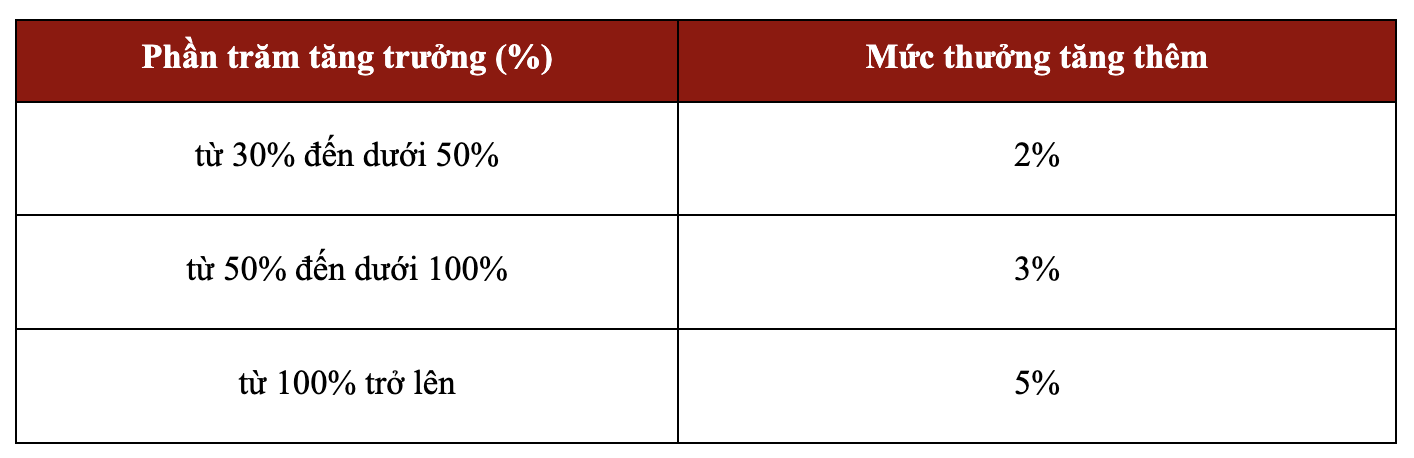 Phần trăm tăng trưởng (%) Mức thưởng tăng thêm
từ 30% đến dưới 50% 2%
từ 50% đến dưới 100% 3%
từ 100% trở lên 5%